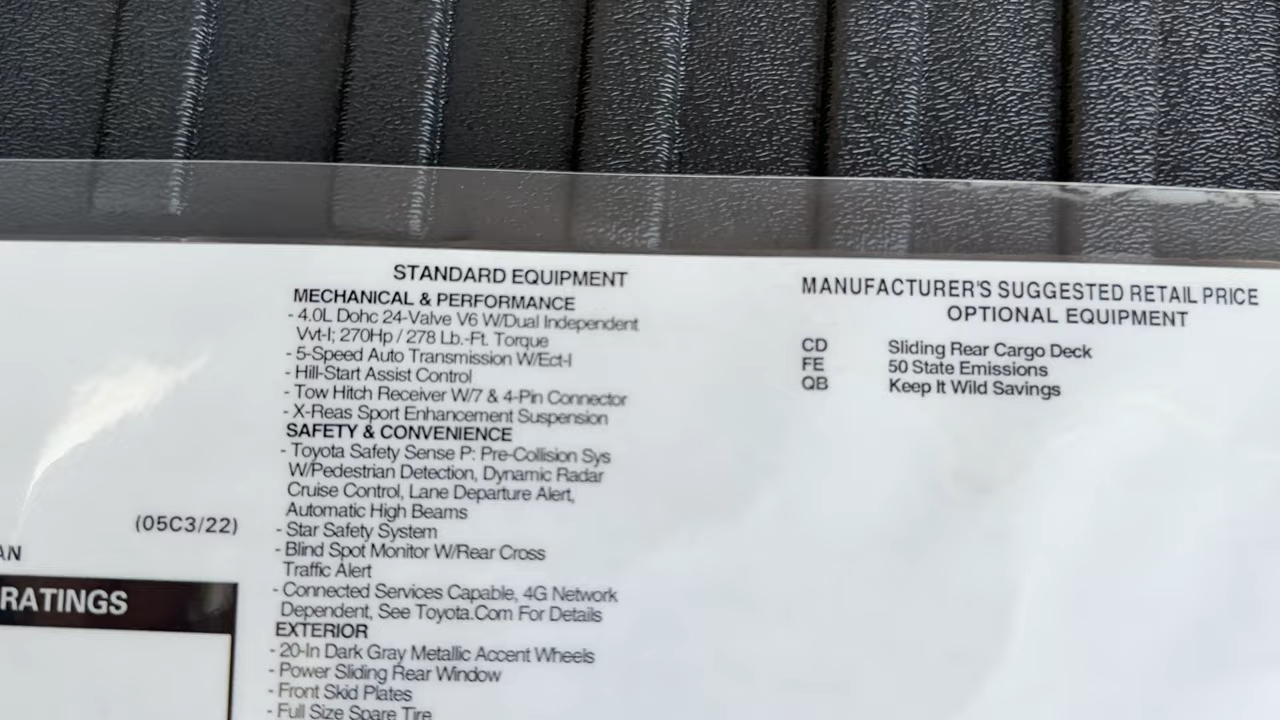 STANDARD EQUIPMENT
MECHANICAL & PERFORMANCE
- 4.0L Dohc 24-Valve V6 W/Dual Independent
Vvt-I; 270Hp / 278 Lb.-Ft. Torque
- 5-Speed Auto Transmission W/Ect-I
- Hill-Start Assist Control
- Tow Hitch Receiver W/7 & 4-Pin Connector
- X-Reas Sport Enhancement Suspension
SAFETY & CONVENIENCE
- Toyota Safety Sense P: Pre-Collision Sys
W/Pedestrian Detection, Dynamic Radar
Cruise Control, Lane Departure Alert,
Automatic High Beams
- Star Safety System
- Blind Spot Monitor W/Rear Cross
Traffic Alert
- Connected Services Capable, 4G Network
Dependent, See Toyota.Com For Details
EXTERIOR
- 20-In Dark Gray Metallic Accent Wheels
- Power Sliding Rear Window
- Front Skid Plates
- Full Size Spare Tire
MANUFACTURER'S SUGGESTED RETAIL PRICE
OPTIONAL EQUIPMENT
CD Sliding Rear Cargo Deck
FE 50 State Emissions
QB Keep It Wild Savings
(05C3/22)
AN
RATINGS